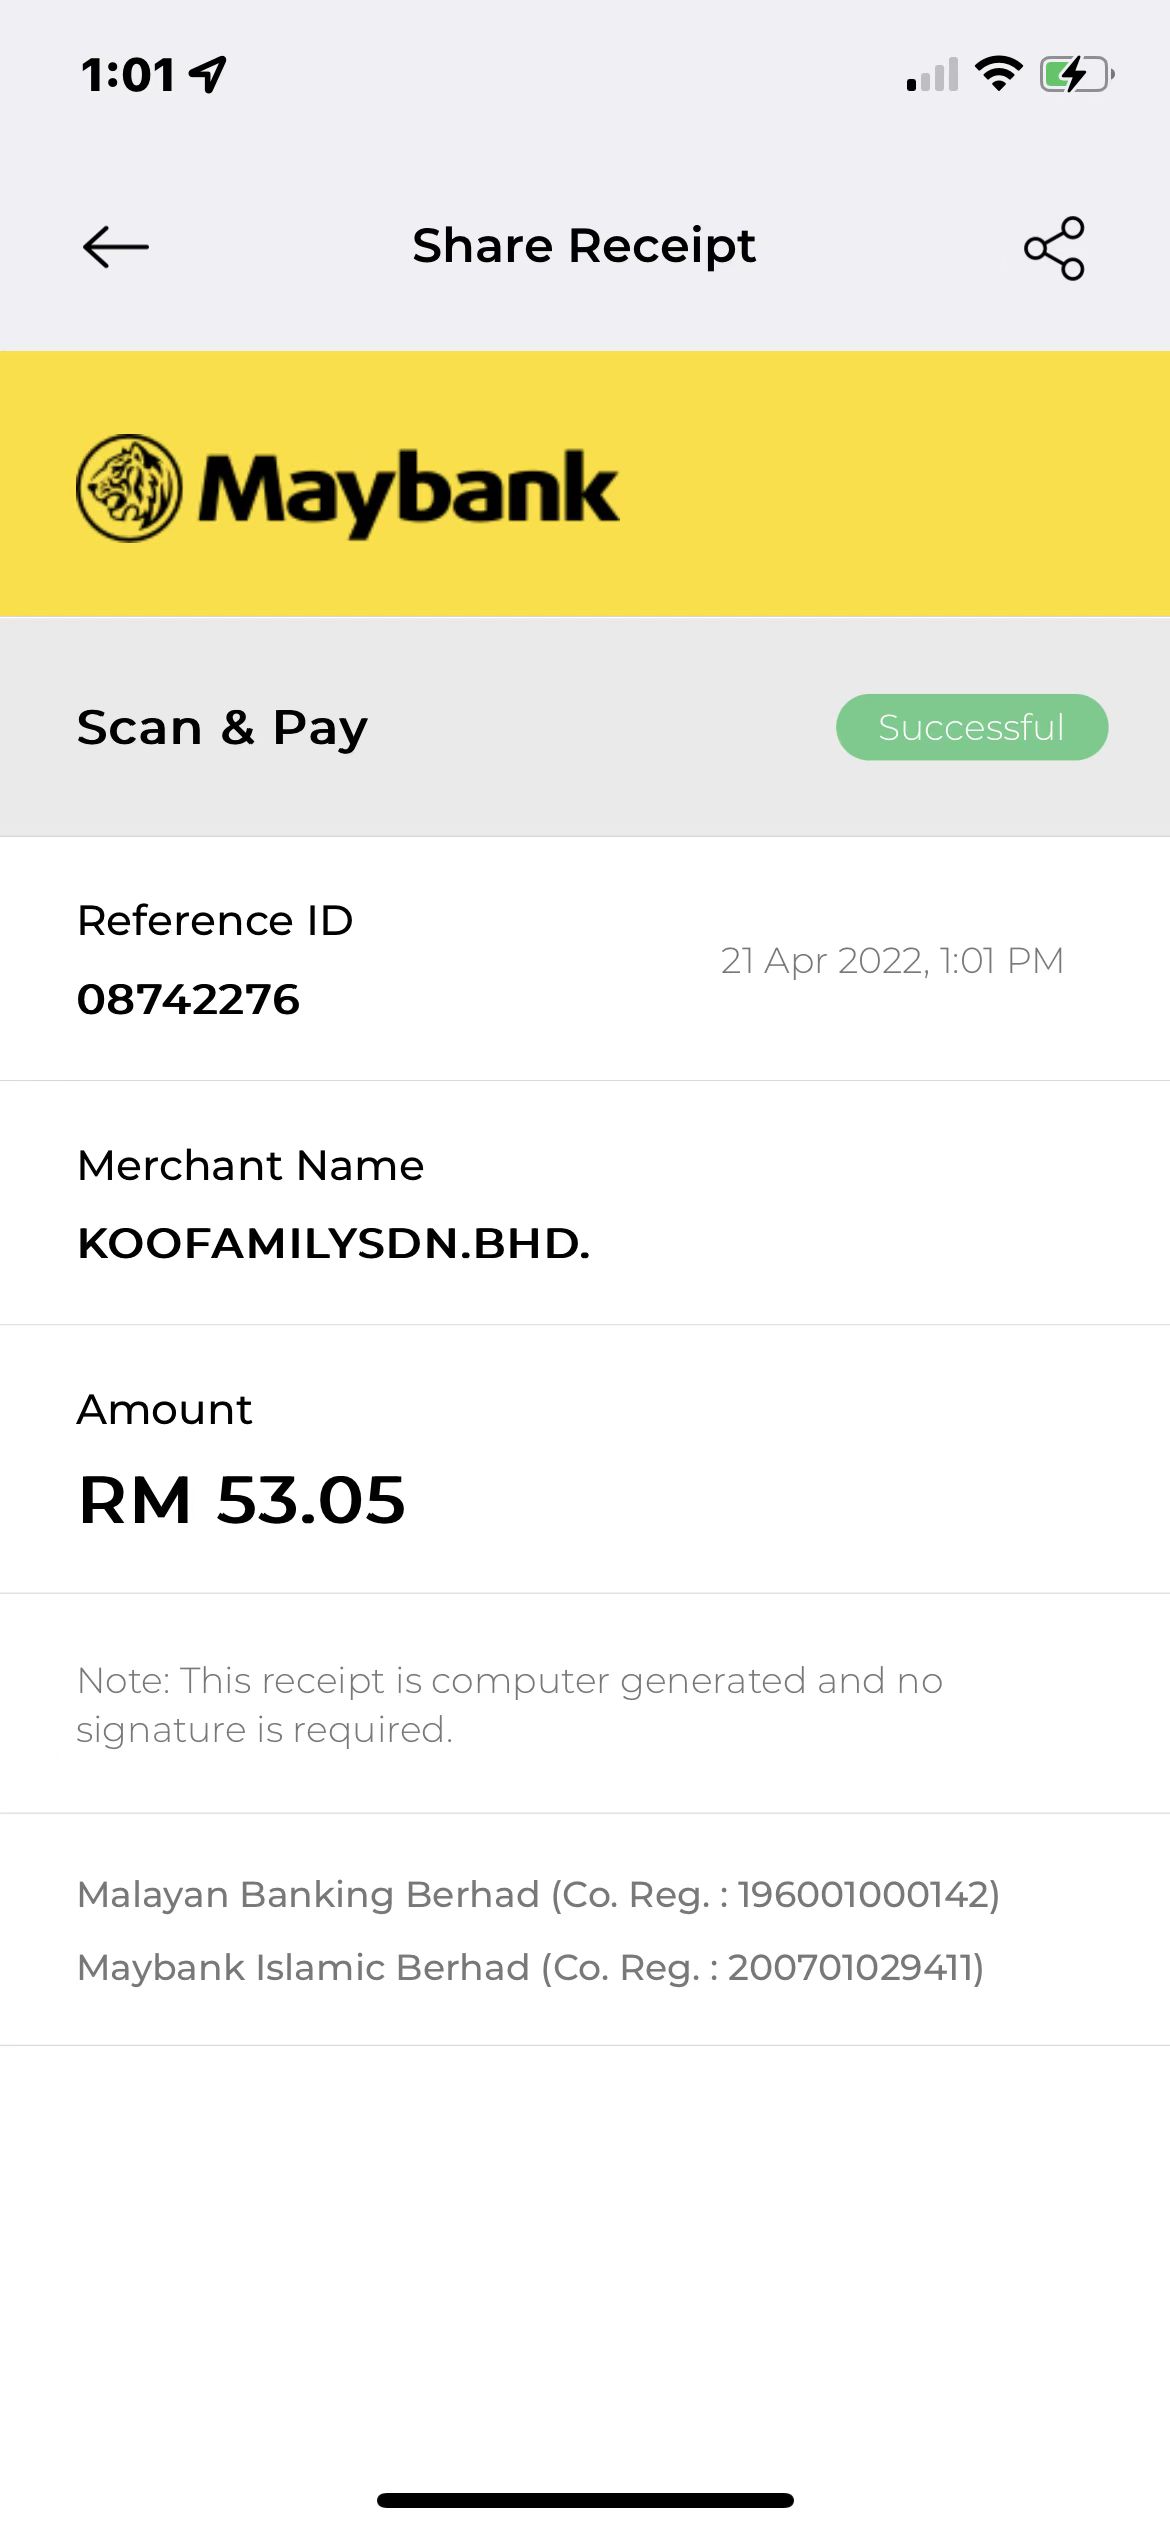 1:01
Share Receipt
Maybank
Scan & Pay
Successful
Reference ID
21 Apr 2022, 1:01 PM
08742276
Merchant Name
KOOFAMILYSDN.BHD.
Amount
RM 53.05
Note: This receipt is computer generated and no
signature is required.
Malayan Banking Berhad (Co. Reg. : 196001000142)
Maybank Islamic Berhad (Co. Reg. : 200701029411)